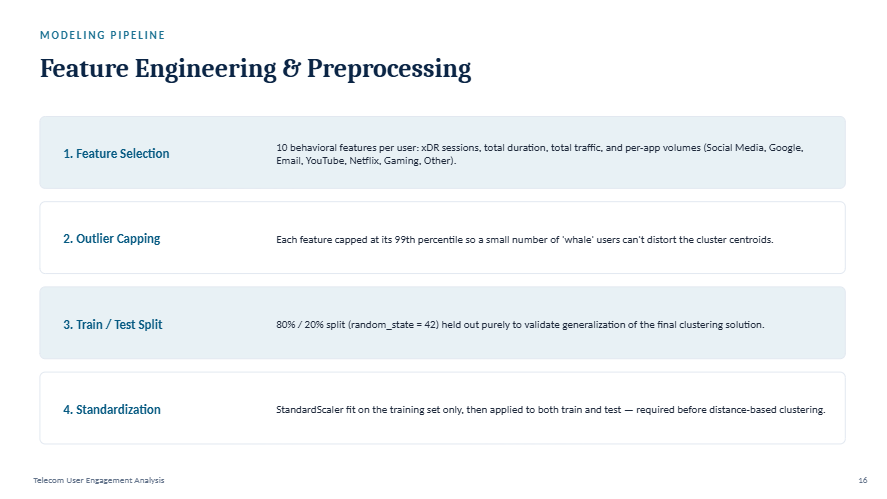 MODELING PIPELINE
Feature Engineering & Preprocessing
1. Feature Selection
10 behavioral features per user: xDR sessions, total duration, total traffic, and per-app volumes (Social Media, Google,
Email, YouTube, Netflix, Gaming, Other).
2. Outlier Capping
Each feature capped at its 99th percentile so a small number of 'whale' users can't distort the cluster centroids.
3. Train / Test Split
80% / 20% split (random_state = 42) held out purely to validate generalization of the final clustering solution.
4. Standardization
StandardScaler fit on the training set only, then applied to both train and test — required before distance-based clustering.
Telecom User Engagement Analysis
16